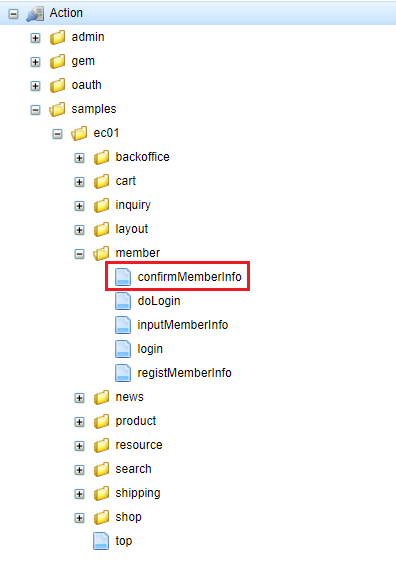 Action
admin
gem
oauth
samples
ec01
backoffice
cart
inquiry
layout
member
confirmMemberInfo
doLogin
inputMemberInfo
login
registMemberInfo
news
product
resource
search
shipping
shop
top